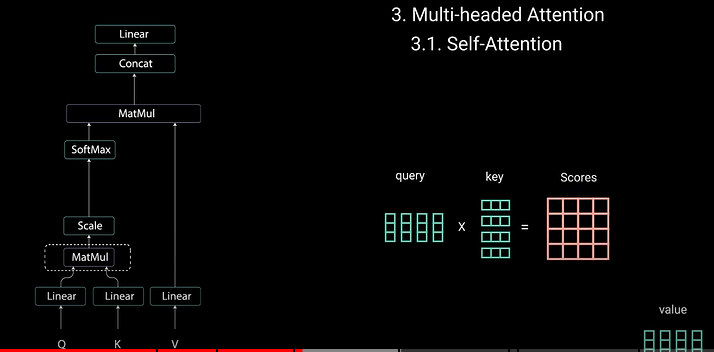 3. Multi-headed Attention
3.1. Self-Attention
Linear
Concat
MatMul
SoftMax
Scale
MatMul
Linear Linear Linear
Q K V
query key Scores
X =
value